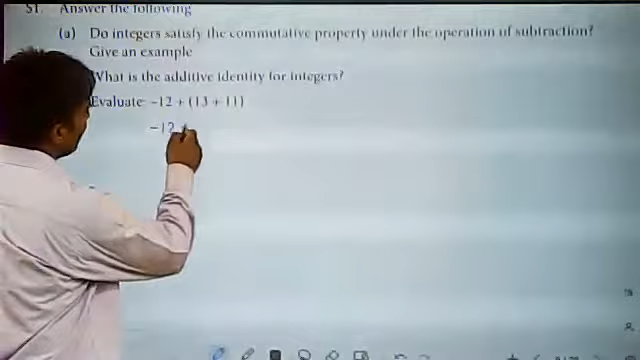 51. Answer the following
(a) Do integers satisfy the commutative property under the operation of subtraction?
Give an example
What is the additive identity for integers?
Evaluate -12 + (13 + 11)
-12 +